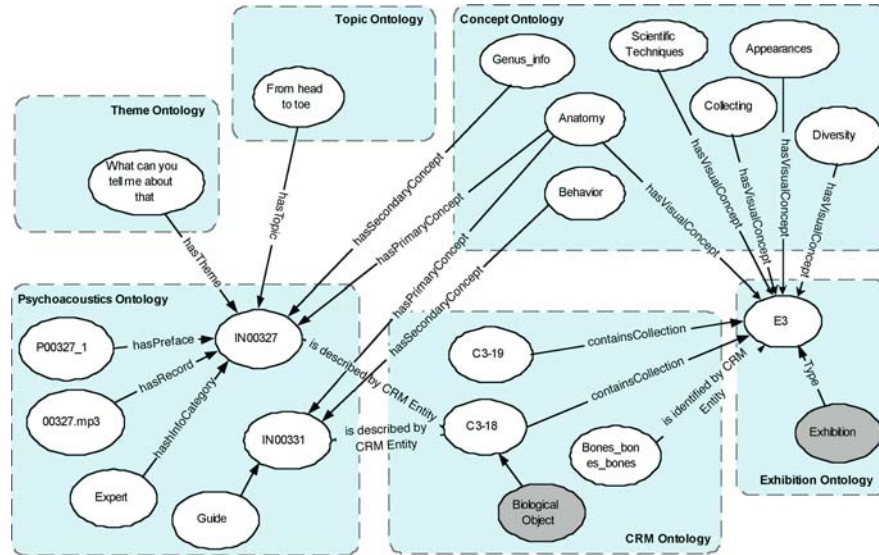 Topic Ontology
Concept Ontology
Scientific
Techniques
Appearances
Genus_info
From head
to toe
Collecting
Theme Ontology
Anatomy
Diversity
What can you
tell me about
that
Behavior
hasSecondaryConcept
hasVisualConcept
hasVisualConcept
hasVisualConcept
hasVisualConcept
hasVisualConcept
hasTopic
hasPrimaryConcept
hasTheme
hasPrimaryConcept
hasSecondaryConcept
Psychoacoustics Ontology
IN00327
E3
P00327_1
hasPreface
C3-19
containsCollection
hasRecord
is described by CRM Entity
containsCollection
is identified by CRM
Entity
Type
00327.mp3
hashInfoCategory
C3-18
IN00331
is described by
CRM Entity
Bones_bon
es_bones
Exhibition
Expert
Guide
Biological
Object
Exhibition Ontology
CRM Ontology